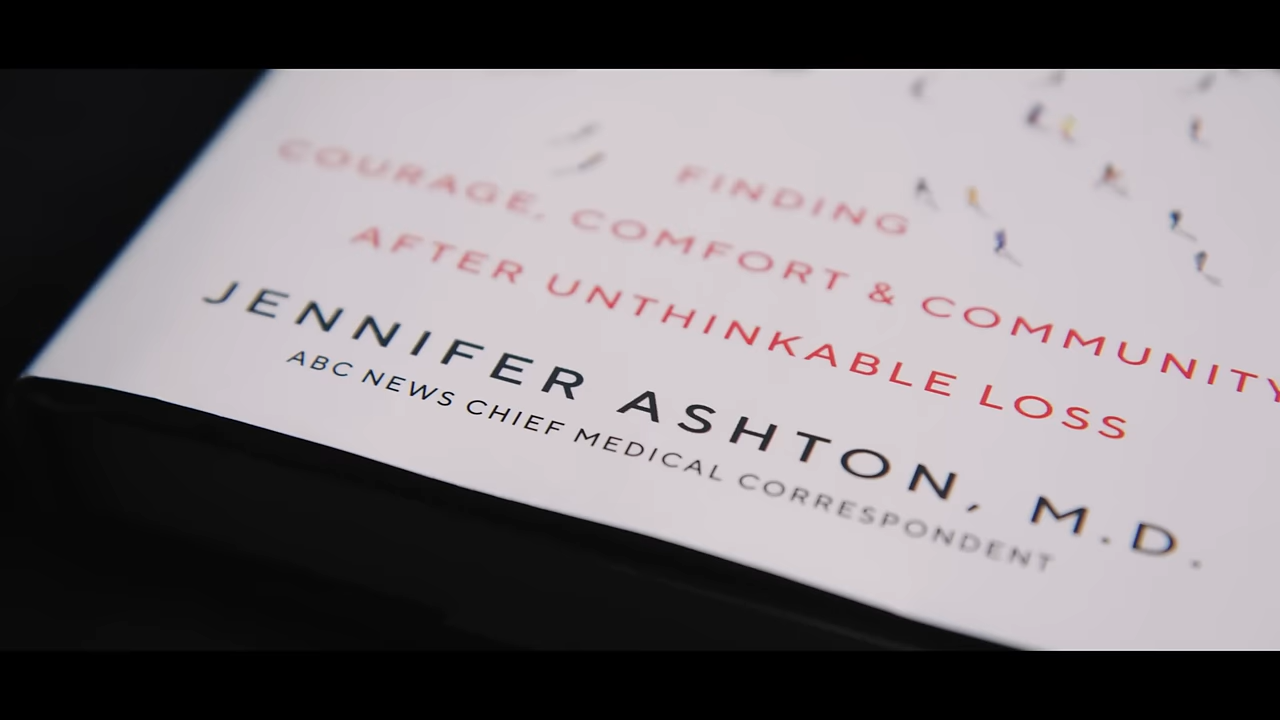 FINDING
COURAGE, COMFORT & COMMUNITY
AFTER UNTHINKABLE LOSS
JENNIFER ASHTON, M.D.
ABC NEWS CHIEF MEDICAL CORRESPONDENT